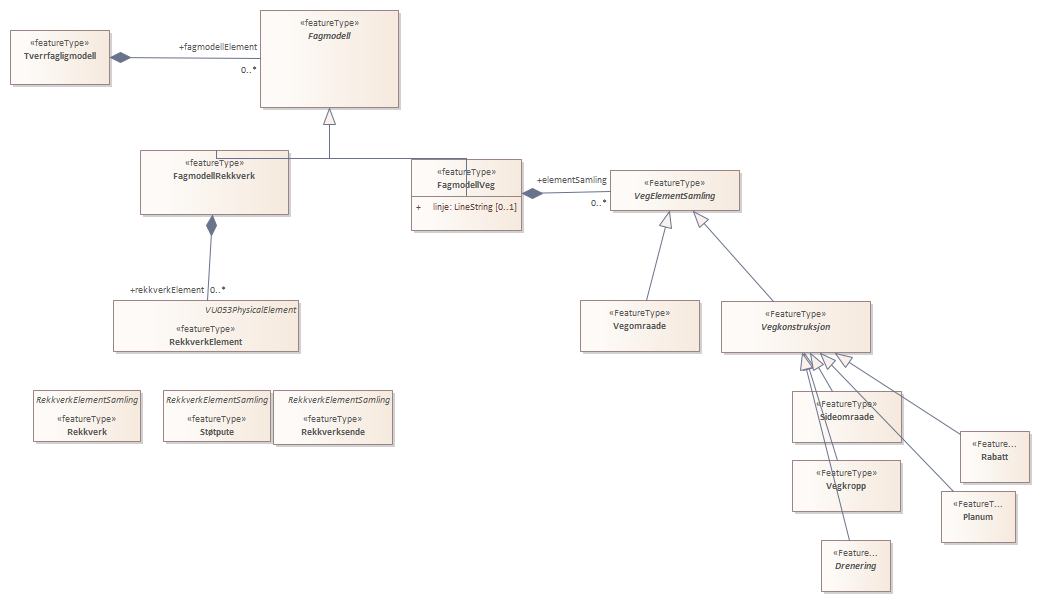 «featureType»
Tverrfagligmodell
+fagmodellElement
0..*
«featureType»
Fagmodell
«featureType»
FagmodellRekkverk
«featureType»
FagmodellVeg
+ linje: LineString [0..1]
+elementSamling
0..*
«FeatureType»
VegElementSamling
+rekkverkElement 0..*
VU053PhysicalElement
«featureType»
RekkverkElement
«FeatureType»
Vegomraade
«FeatureType»
Vegkonstruksjon
RekkverkElementSamling
«featureType»
Rekkverk
RekkverkElementSamling
«featureType»
Støtpute
RekkverkElementSamling
«featureType»
Rekkverksende
«FeatureType»
Sideomraade
«Feature...
Rabatt
«FeatureType»
Vegkropp
«FeatureT...
Planum
«Feature...
Drenering